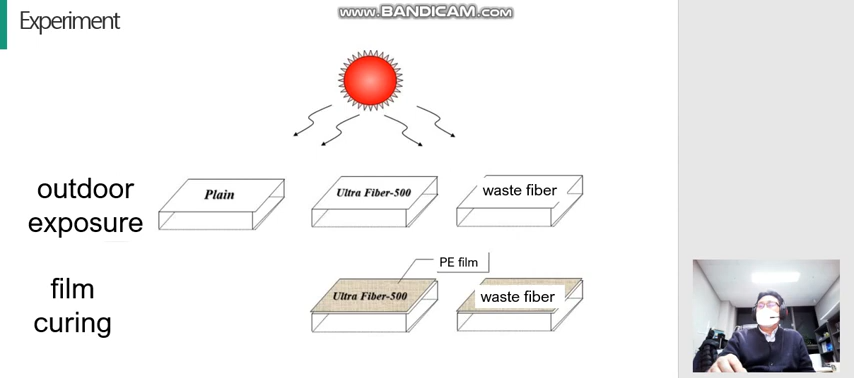 www.BANDICAM.com
Experiment
outdoor
exposure
Plain
Ultra Fiber-500
waste fiber
PE film
film
curing
Ultra Fiber-500
waste fiber